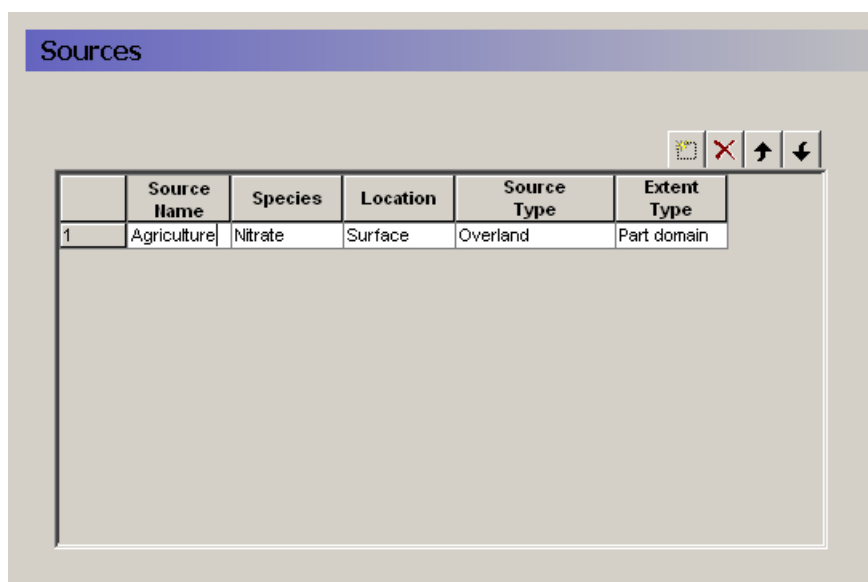 Sources
Source Name Species Location Source Type Extent Type
1 Agriculture Nitrate Surface Overland Part domain